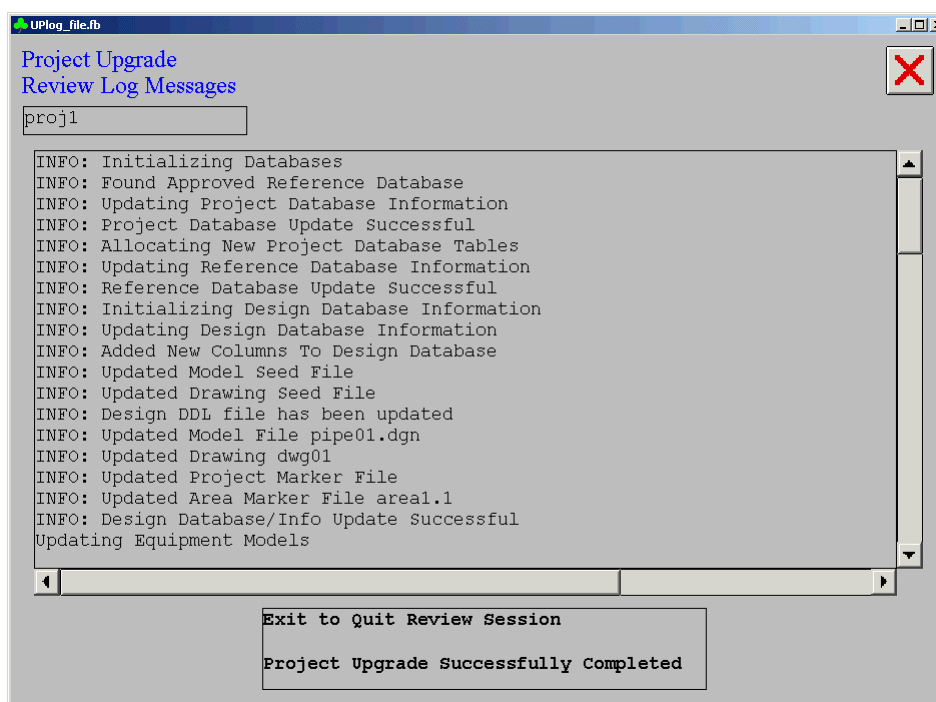 UPlog_file.fb
Project Upgrade
Review Log Messages
proj1
INFO: Initializing Databases
INFO: Found Approved Reference Database
INFO: Updating Project Database Information
INFO: Project Database Update Successful
INFO: Allocating New Project Database Tables
INFO: Updating Reference Database Information
INFO: Reference Database Update Successful
INFO: Initializing Design Database Information
INFO: Updating Design Database Information
INFO: Added New Columns To Design Database
INFO: Updated Model Seed File
INFO: Updated Drawing Seed File
INFO: Design DDL file has been updated
INFO: Updated Model File pipe01.dgn
INFO: Updated Drawing dwg01
INFO: Updated Project Marker File
INFO: Updated Area Marker File area1.1
INFO: Design Database/Info Update Successful
Updating Equipment Models
Exit to Quit Review Session
Project Upgrade Successfully Completed